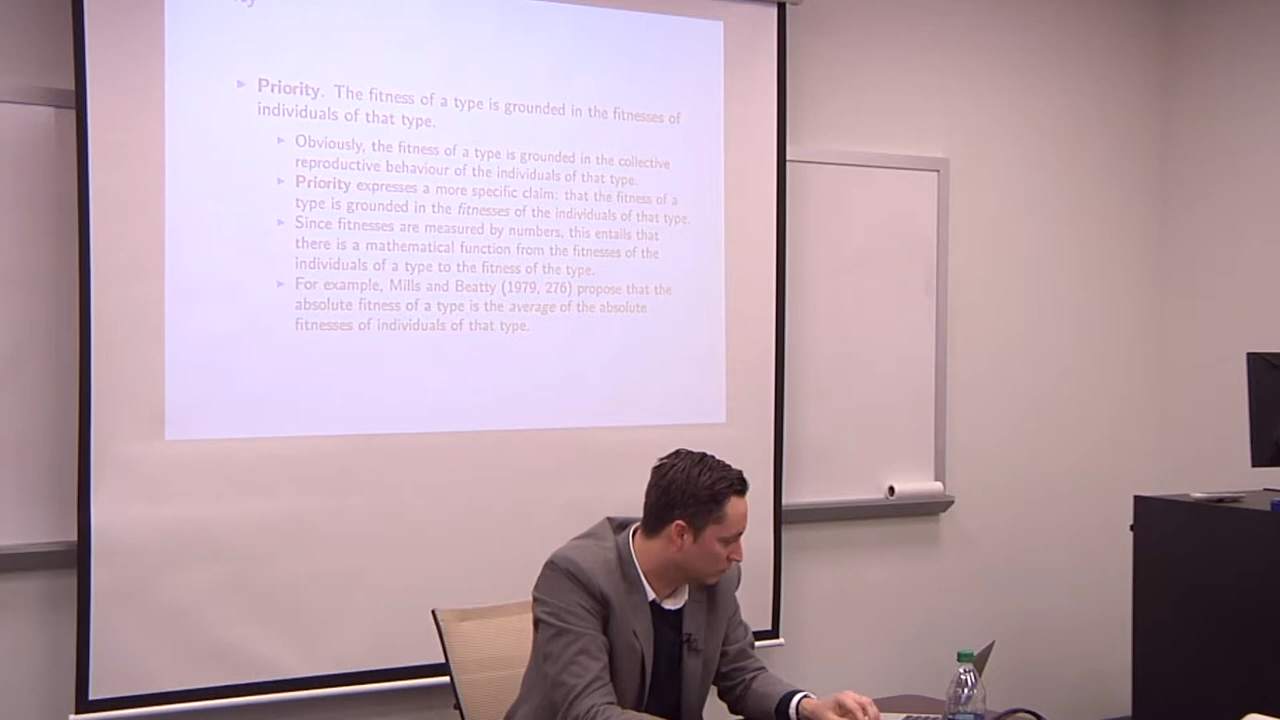 ▸ Priority. The fitness of a type is grounded in the fitnesses of
individuals of that type.
▸ Obviously, the fitness of a type is grounded in the collective
reproductive behaviour of the individuals of that type.
▸ Priority expresses a more specific claim: that the fitness of a
type is grounded in the fitnesses of the individuals of that type.
▸ Since fitnesses are measured by numbers, this entails that
there is a mathematical function from the fitnesses of the
individuals of a type to the fitness of the type.
▸ For example, Mills and Beatty (1979, 276) propose that the
absolute fitness of a type is the average of the absolute
fitnesses of individuals of that type.